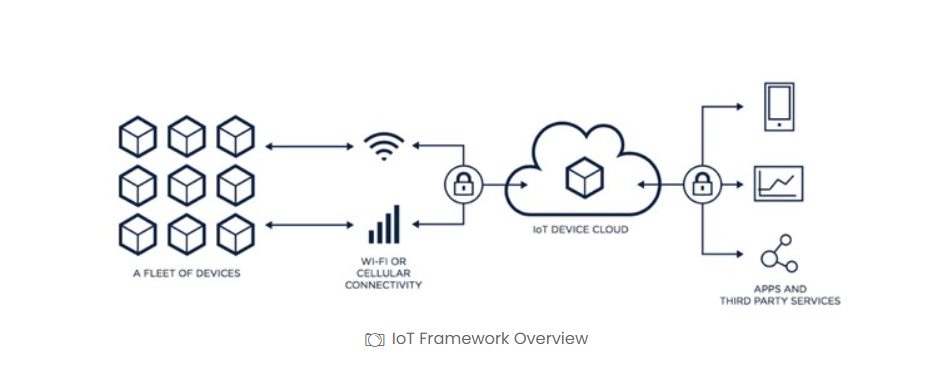 A FLEET OF DEVICES
WI-FI OR
CELLULAR
CONNECTIVITY
IoT DEVICE CLOUD
APPS AND
THIRD PARTY SERVICES
IoT Framework Overview